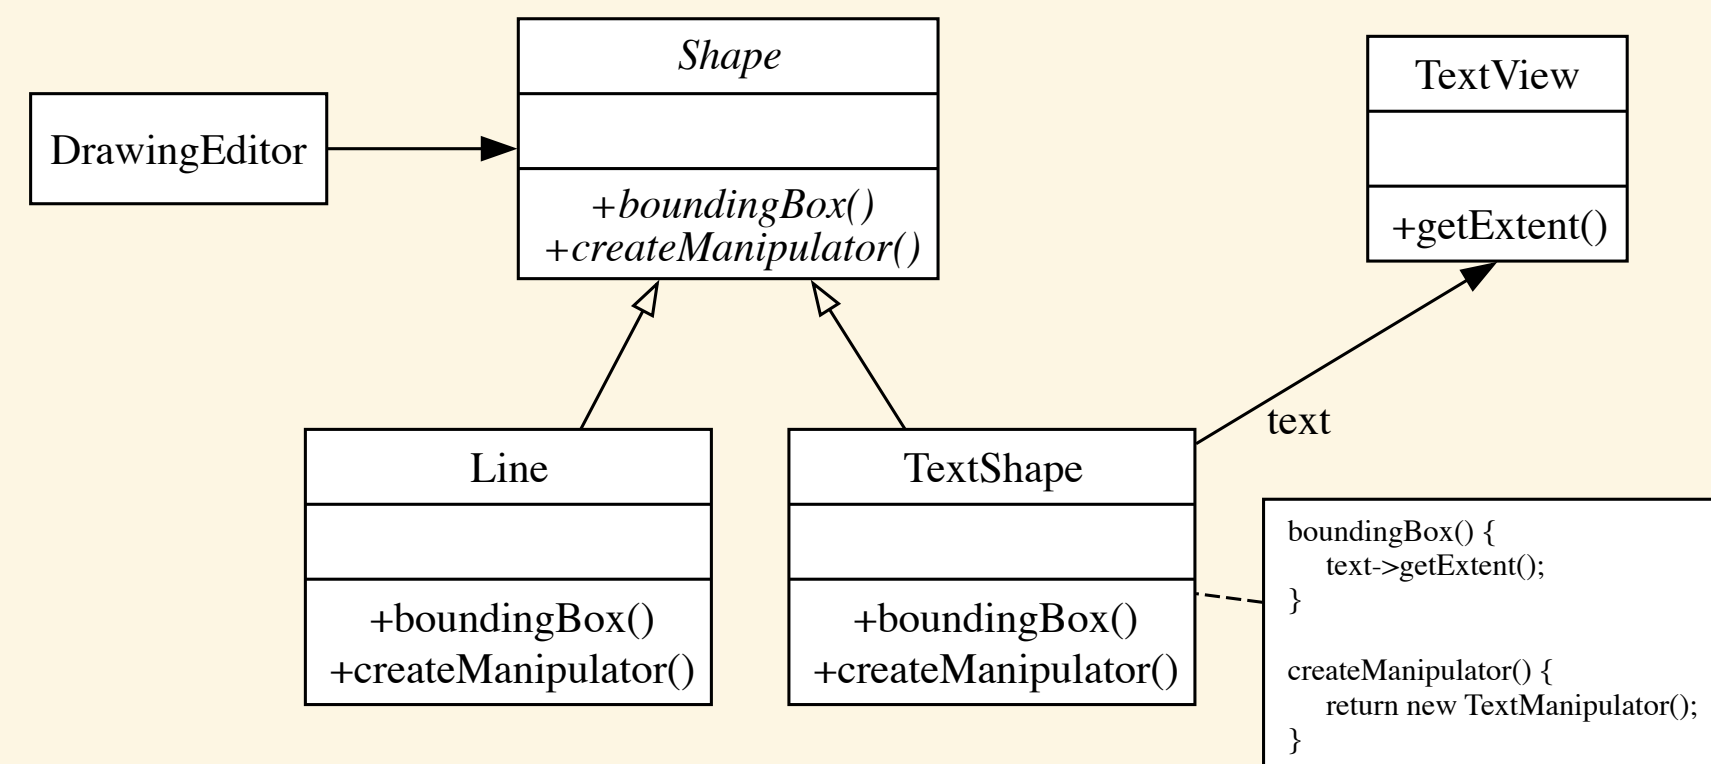 Shape
+boundingBox()
+createManipulator()
DrawingEditor
TextView
+getExtent()
Line
+boundingBox()
+createManipulator()
TextShape
+boundingBox()
+createManipulator()
text
boundingBox() {
text->getExtent();
}
createManipulator() {
return new TextManipulator();
}